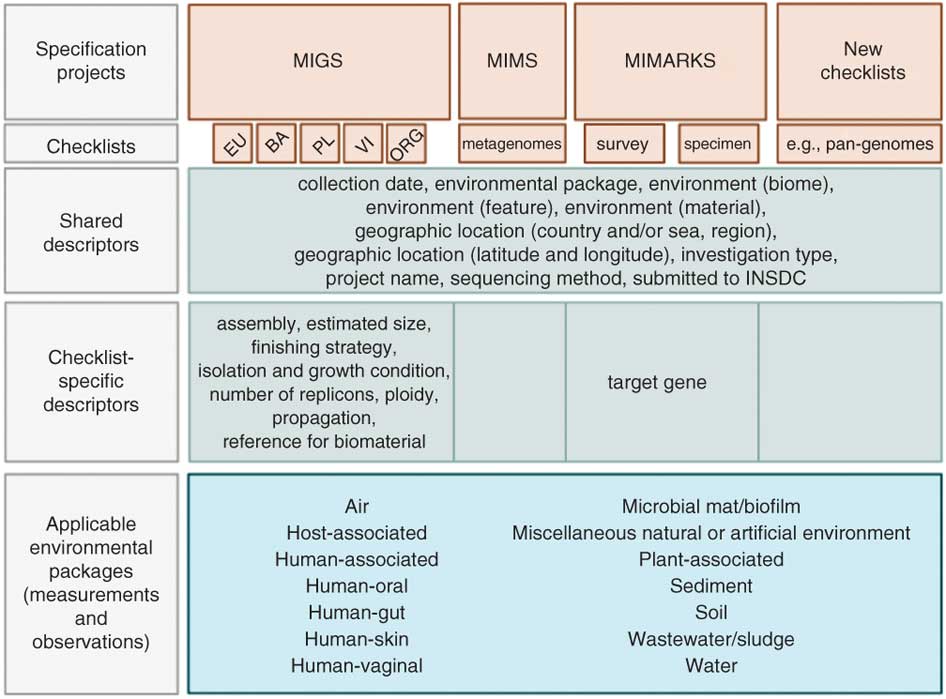 Specification
projects
MIGS
MIMS
MIMARKS
New
checklists
Checklists
EU
BA
PL
VI
ORG
metagenomes
survey
specimen
e.g., pan-genomes
Shared
descriptors
collection date, environmental package, environment (biome),
environment (feature), environment (material),
geographic location (country and/or sea, region),
geographic location (latitude and longitude), investigation type,
project name, sequencing method, submitted to INSDC
Checklist-
specific
descriptors
assembly, estimated size,
finishing strategy,
isolation and growth condition,
number of replicons, ploidy,
propagation,
reference for biomaterial
target gene
Applicable
environmental
packages
(measurements
and
observations)
Air
Host-associated
Human-associated
Human-oral
Human-gut
Human-skin
Human-vaginal
Microbial mat/biofilm
Miscellaneous natural or artificial environment
Plant-associated
Sediment
Soil
Wastewater/sludge
Water